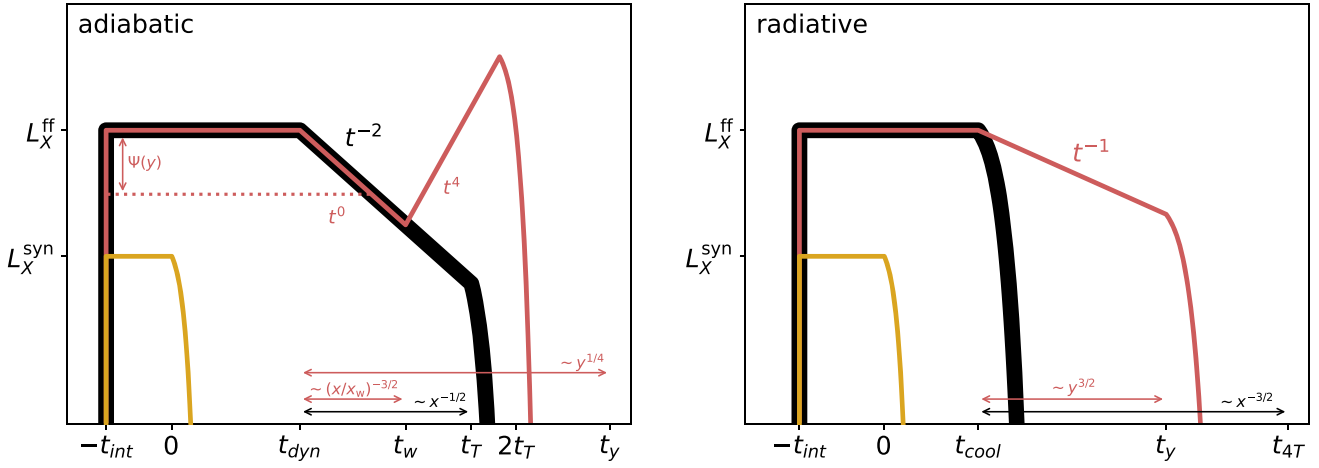 adiabatic
L_X^ff
t^−2
Ψ(y)
t^4
t^0
L_X^syn
~ y^1/4
~ (x/x_w)^−3/2
~ x^−1/2
−t_int 0 t_dyn t_w t_T 2t_T t_y
radiative
L_X^ff
t^−1
L_X^syn
~ y^3/2
~ x^−3/2
−t_int 0 t_cool t_y t_4T